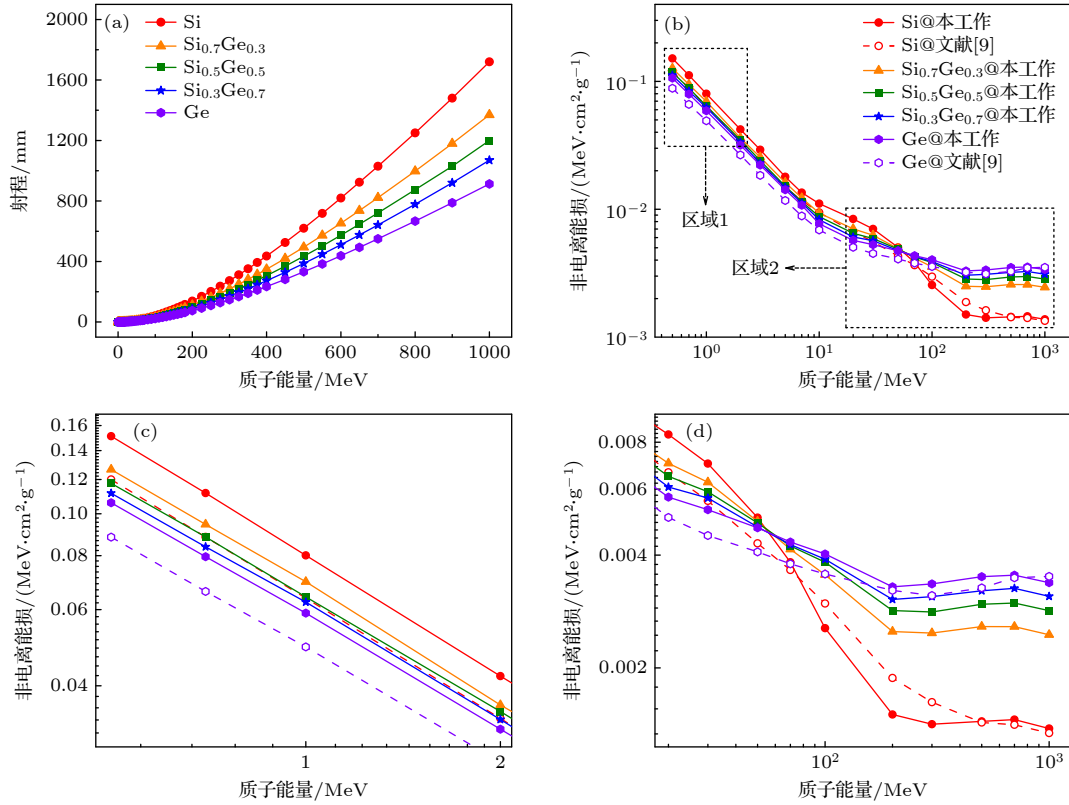 (a)
Si
Si0.7Ge0.3
Si0.5Ge0.5
Si0.3Ge0.7
Ge
2000
1600
1200
800
400
0
射程/mm
0 200 400 600 800 1000
质子能量/MeV
(b)
Si@本工作
Si@文献[9]
Si0.7Ge0.3@本工作
Si0.5Ge0.5@本工作
Si0.3Ge0.7@本工作
Ge@本工作
Ge@文献[9]
区域1
区域2
10−1
10−2
10−3
非电离能损/(MeV·cm2·g−1)
100 101 102 103
质子能量/MeV
(c)
0.16
0.14
0.12
0.10
0.08
0.06
0.04
非电离能损/(MeV·cm2·g−1)
1 2
质子能量/MeV
(d)
0.008
0.006
0.004
0.002
非电离能损/(MeV·cm2·g−1)
102 103
质子能量/MeV